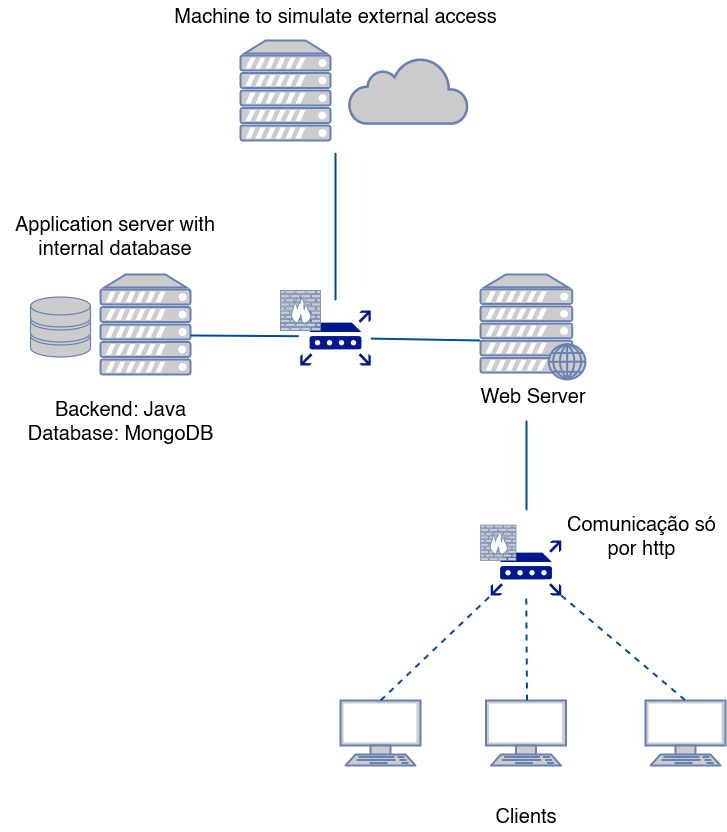 Machine to simulate external access
Application server with
internal database
Backend: Java
Database: MongoDB
Web Server
Comunicação só
por http
Clients